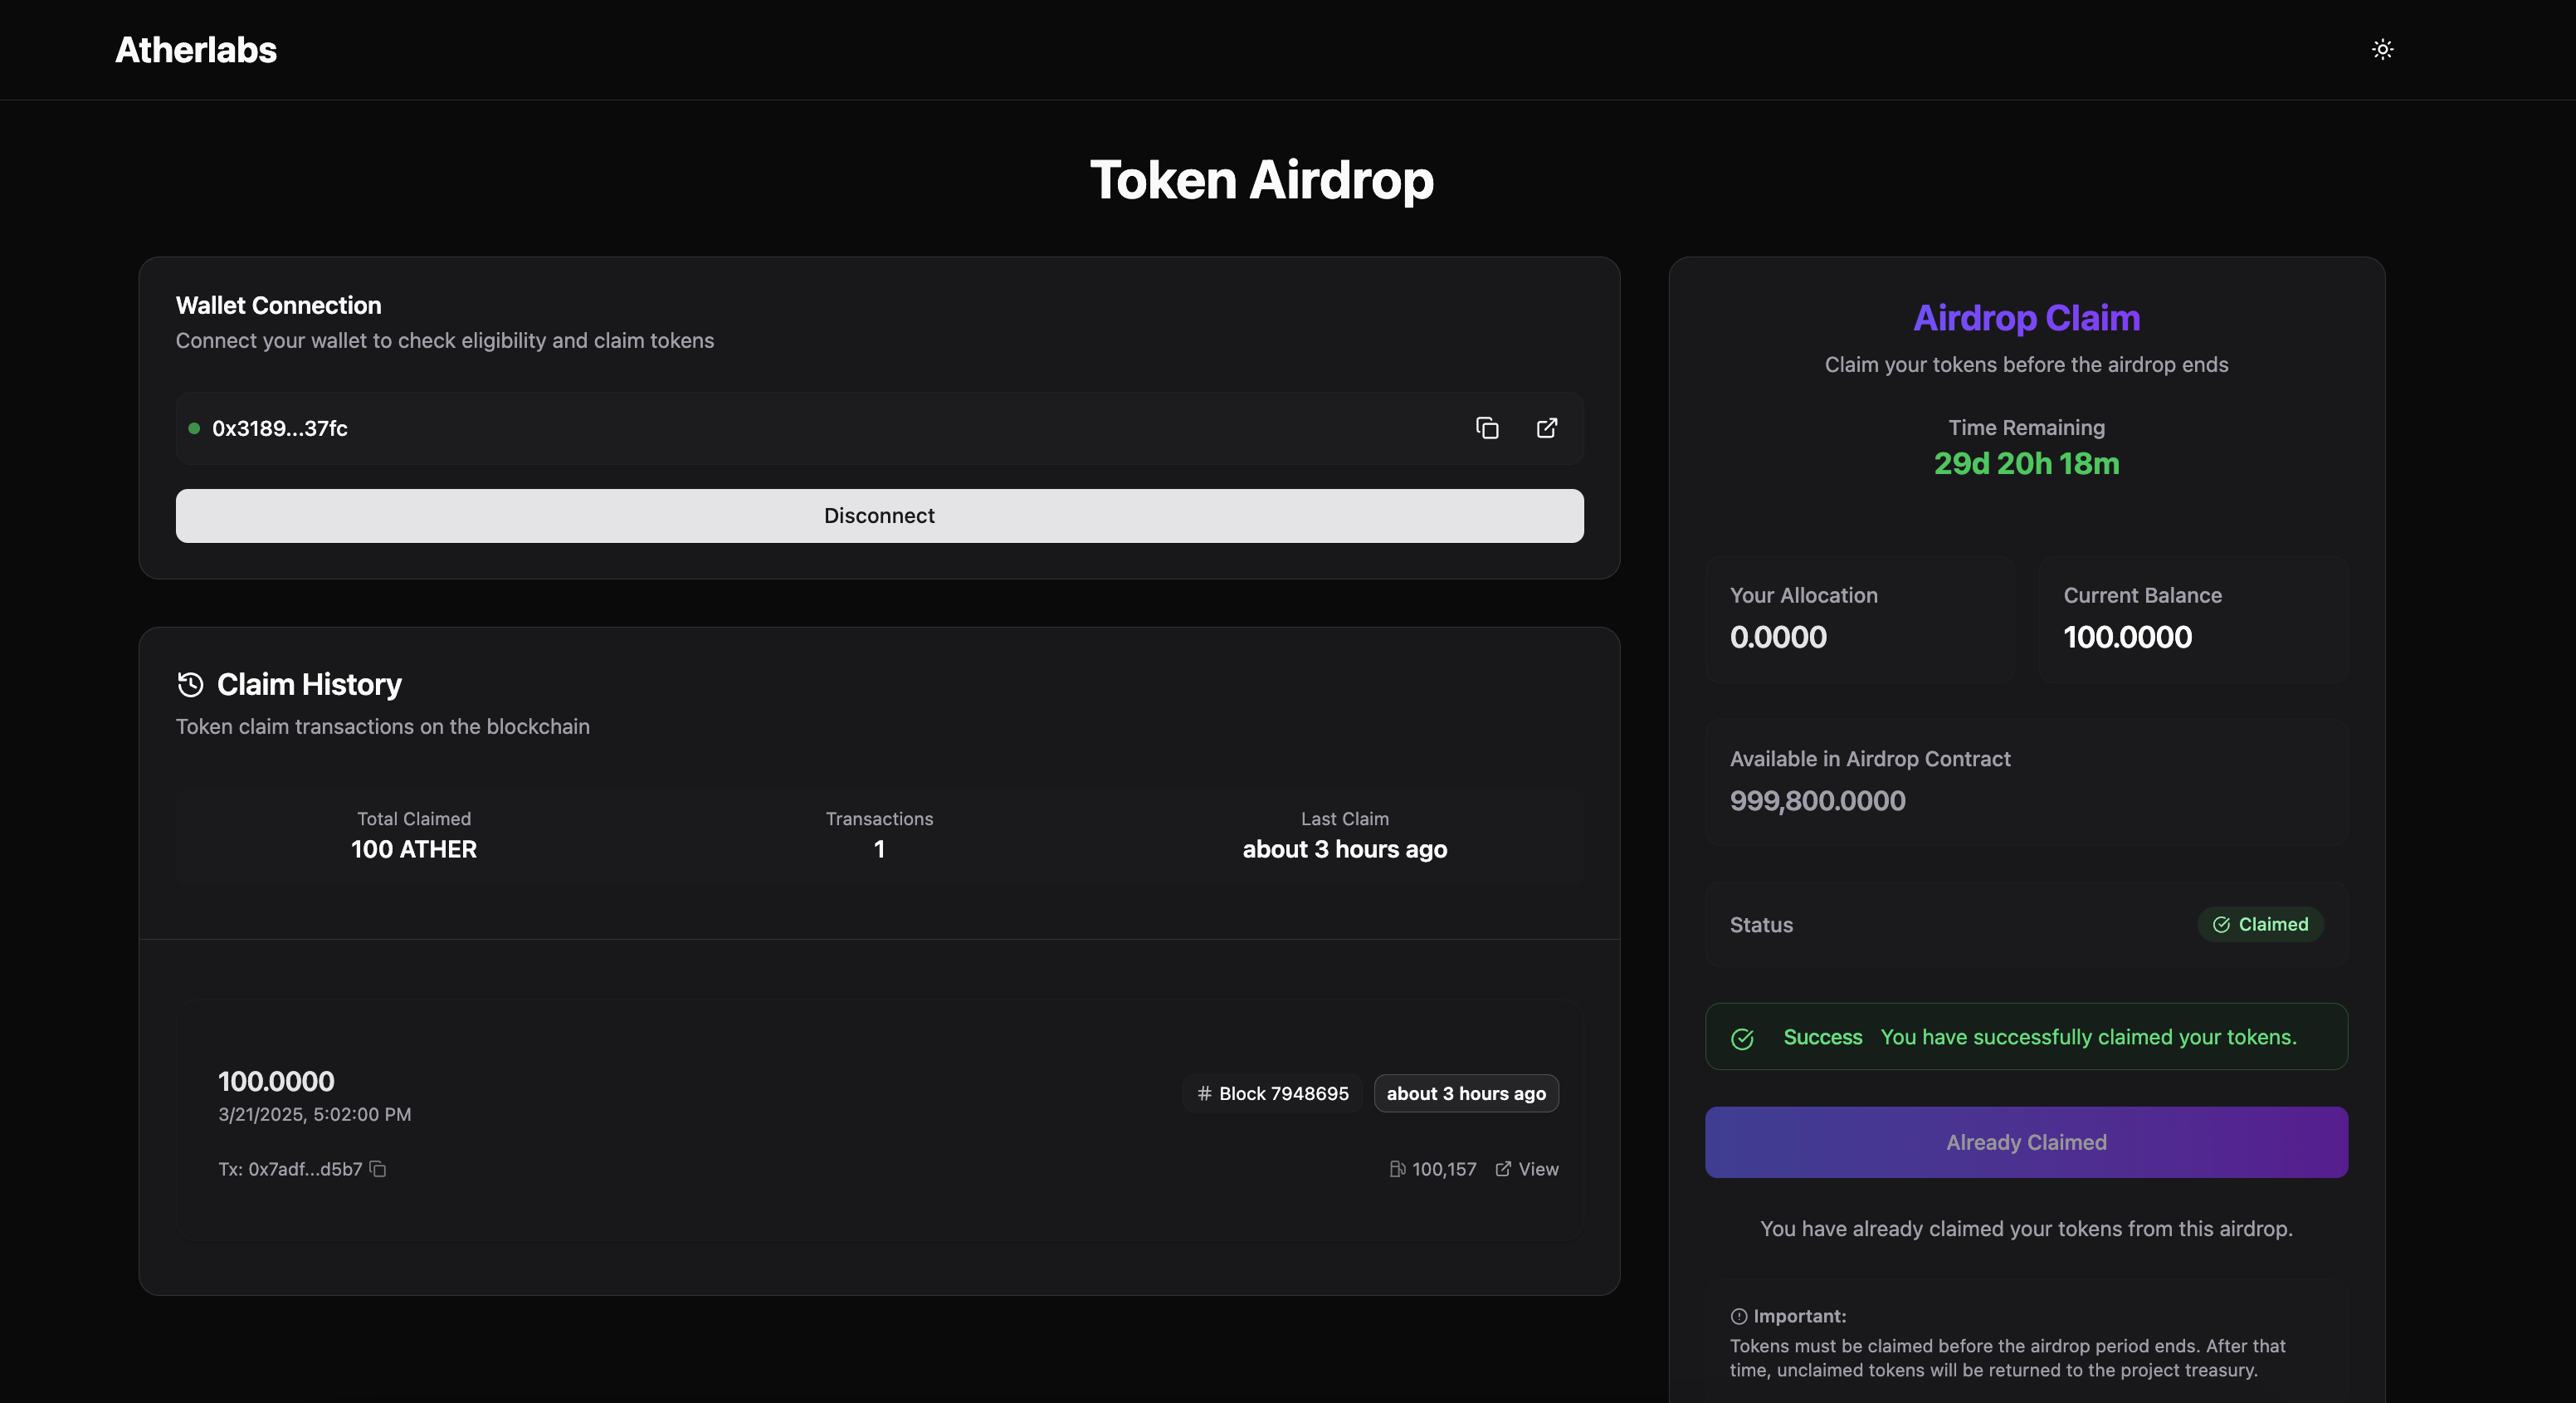 Atherlabs
Token Airdrop
Wallet Connection
Connect your wallet to check eligibility and claim tokens
0x3189...37fc
Disconnect
Claim History
Token claim transactions on the blockchain
Total Claimed
100 ATHER
Transactions
1
Last Claim
about 3 hours ago
100.0000
3/21/2025, 5:02:00 PM
# Block 7948695
about 3 hours ago
Tx: 0x7adf...d5b7
100,157
View
Airdrop Claim
Claim your tokens before the airdrop ends
Time Remaining
29d 20h 18m
Your Allocation
0.0000
Current Balance
100.0000
Available in Airdrop Contract
999,800.0000
Status
Claimed
Success You have successfully claimed your tokens.
Already Claimed
You have already claimed your tokens from this airdrop.
Important:
Tokens must be claimed before the airdrop period ends. After that
time, unclaimed tokens will be returned to the project treasury.